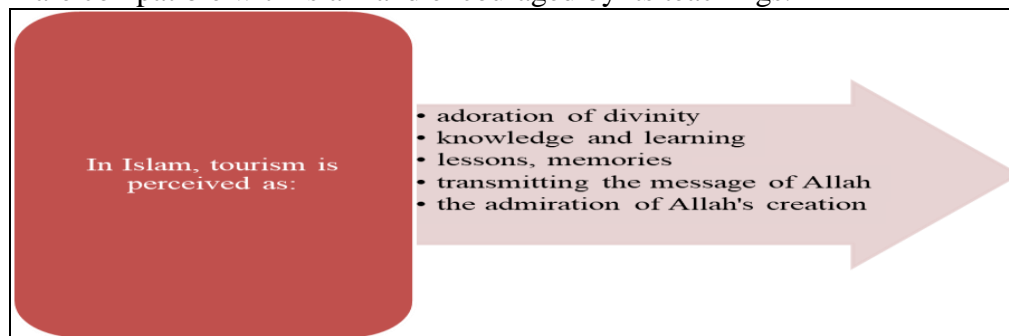 In Islam, tourism is
perceived as:
• adoration of divinity
• knowledge and learning
• lessons, memories
• transmitting the message of Allah
• the admiration of Allah's creation